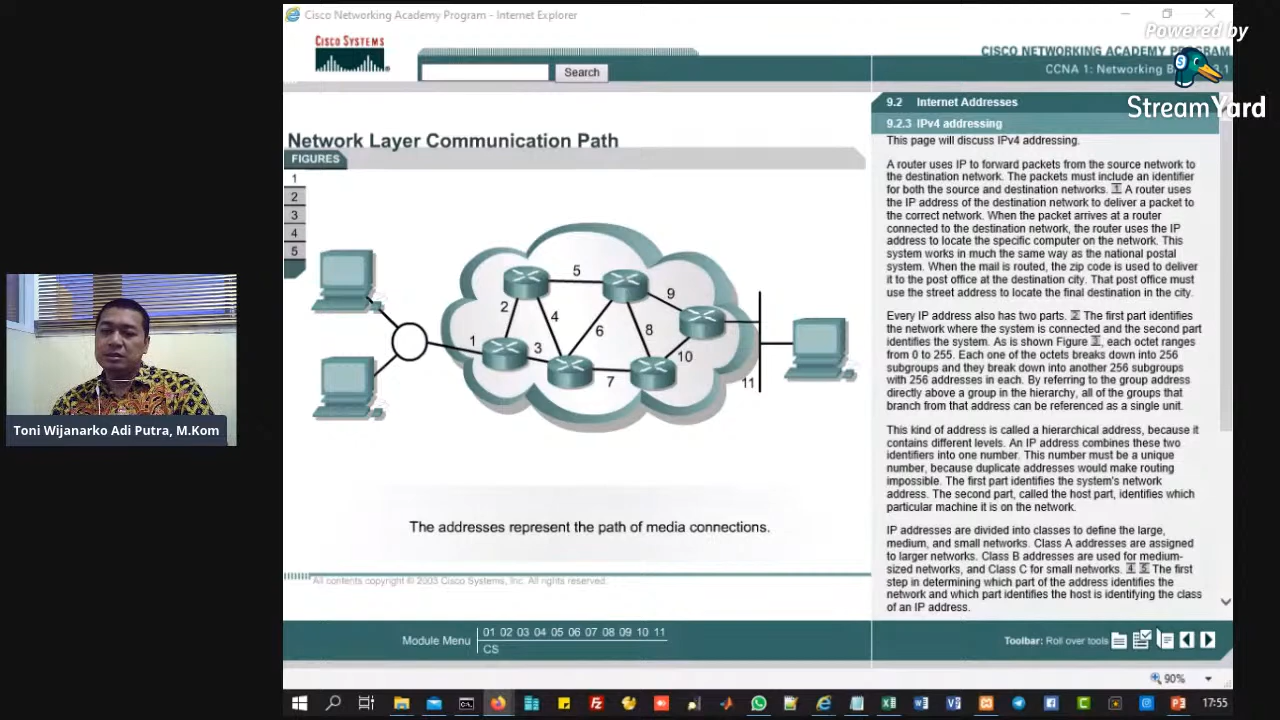 Cisco Networking Academy Program - Internet Explorer
Powered by
CISCO SYSTEMS
CISCO NETWORKING ACADEMY PROGRAM
Search
CCNA 1: Networking B
3.1
StreamYard
9.2 Internet Addresses
9.2.3 IPv4 addressing
Network Layer Communication Path
FIGURES
1
2
3
4
5
5
9
2
4
6
8
1
3
10
7
11
Toni Wijanarko Adi Putra, M.Kom
The addresses represent the path of media connections.
All contents copyright © 2003 Cisco Systems, Inc. All rights reserved.
This page will discuss IPv4 addressing.
A router uses IP to forward packets from the source network to
the destination network. The packets must include an identifier
for both the source and destination networks. 1 A router uses
the IP address of the destination network to deliver a packet to
the correct network. When the packet arrives at a router
connected to the destination network, the router uses the IP
address to locate the specific computer on the network. This
system works in much the same way as the national postal
system. When the mail is routed, the zip code is used to deliver
it to the post office at the destination city. That post office must
use the street address to locate the final destination in the city.
Every IP address also has two parts. 2 The first part identifies
the network where the system is connected and the second part
identifies the system. As is shown Figure 3, each octet ranges
from 0 to 255. Each one of the octets breaks down into 256
subgroups and they break down into another 256 subgroups
with 256 addresses in each. By referring to the group address
directly above a group in the hierarchy, all of the groups that
branch from that address can be referenced as a single unit.
This kind of address is called a hierarchical address, because it
contains different levels. An IP address combines these two
identifiers into one number. This number must be a unique
number, because duplicate addresses would make routing
impossible. The first part identifies the system's network
address. The second part, called the host part, identifies which
particular machine it is on the network.
IP addresses are divided into classes to define the large,
medium, and small networks. Class A addresses are assigned
to larger networks. Class B addresses are used for medium-
sized networks, and Class C for small networks. 4 5 The first
step in determining which part of the address identifies the
network and which part identifies the host is identifying the class
of an IP address.
Module Menu
01 02 03 04 05 06 07 08 09 10 11
CS
Toolbar: Roll over tools
90%
17:55